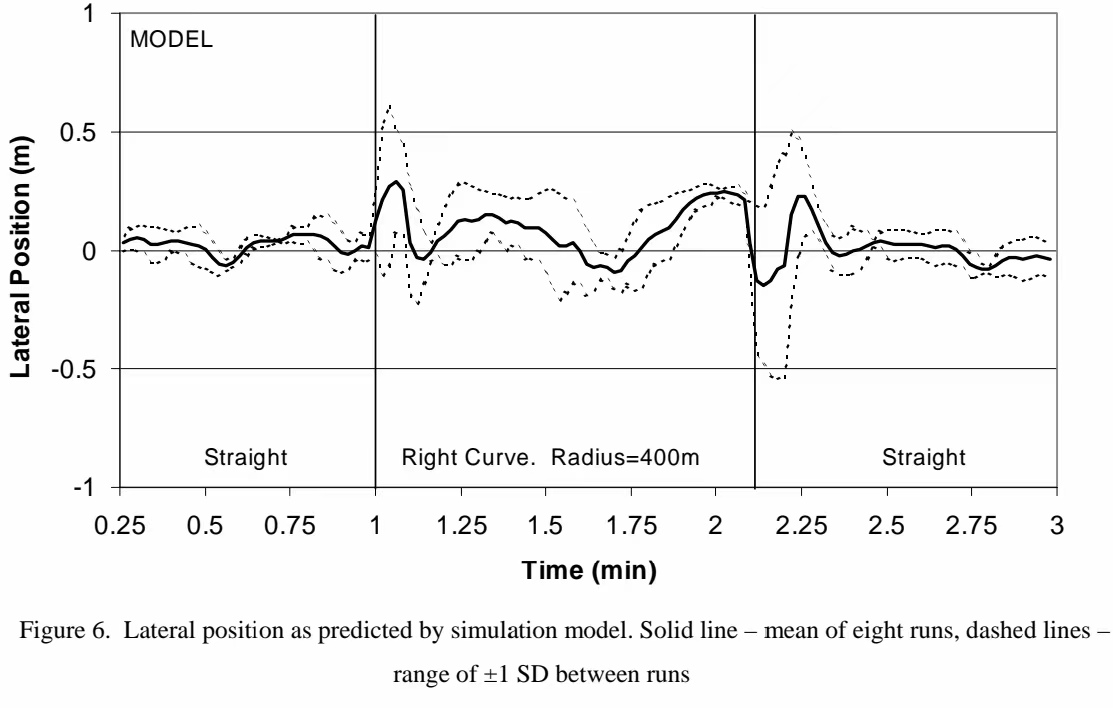 1
MODEL
0.5
0
-0.5
-1
Lateral Position (m)
Straight
Right Curve. Radius=400m
Straight
0.25 0.5 0.75 1 1.25 1.5 1.75 2 2.25 2.5 2.75 3
Time (min)
Figure 6. Lateral position as predicted by simulation model. Solid line – mean of eight runs, dashed lines –
range of ±1 SD between runs